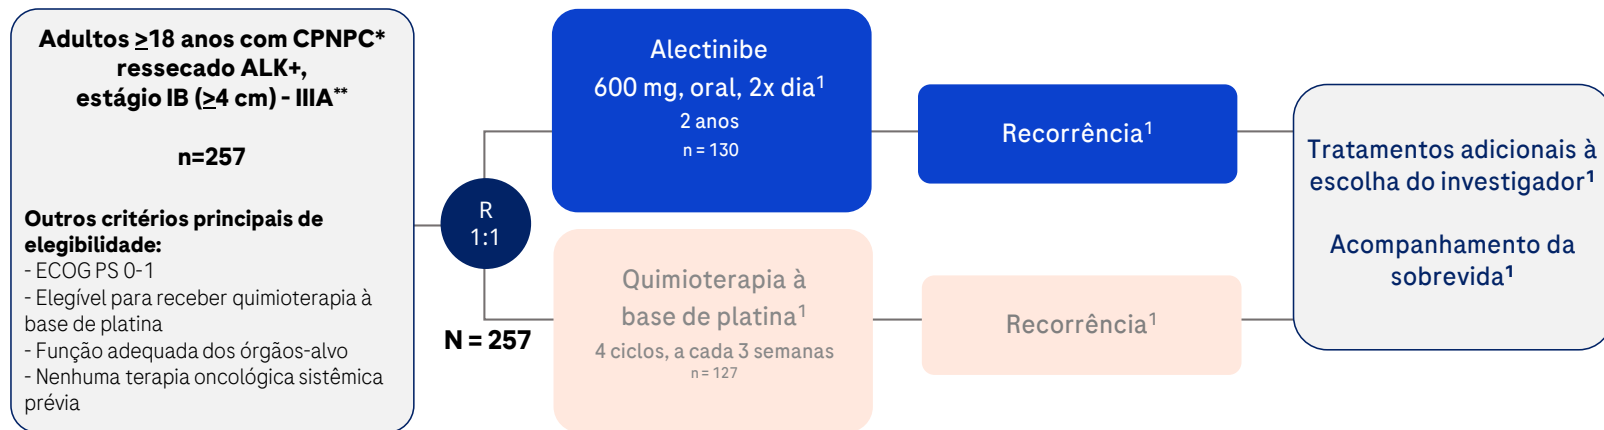 Adultos ≥18 anos com CPNPC*
ressecado ALK+,
estágio IB (≥4 cm) - IIIA**
n=257
Outros critérios principais de
elegibilidade:
- ECOG PS 0-1
- Elegível para receber quimioterapia à
base de platina
- Função adequada dos órgãos-alvo
- Nenhuma terapia oncológica sistêmica
prévia
R
1:1
N = 257
Alectinibe
600 mg, oral, 2x dia¹
2 anos
n = 130
Recorrência¹
Quimioterapia à
base de platina¹
4 ciclos, a cada 3 semanas
n = 127
Recorrência¹
Tratamentos adicionais à
escolha do investigador¹
Acompanhamento da
sobrevida¹